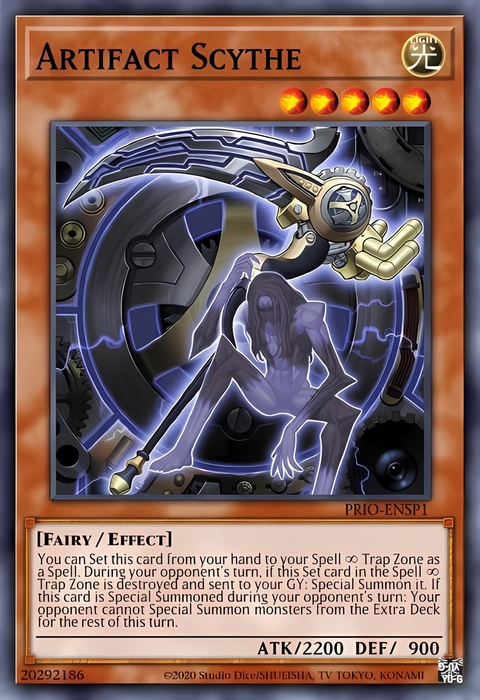 ARTIFACT SCYTHE
LIGHT
光
PRIO-ENSP1
[FAIRY / EFFECT]
You can Set this card from your hand to your Spell ∞ Trap Zone as
a Spell. During your opponent's turn, if this Set card in the Spell ∞
Trap Zone is destroyed and sent to your GY: Special Summon it. If
this card is Special Summoned during your opponent's turn: Your
opponent cannot Special Summon monsters from the Extra Deck
for the rest of this turn.
ATK/2200 DEF/ 900
20292186
©2020 Studio Dice/SHUEISHA, TV TOKYO, KONAMI